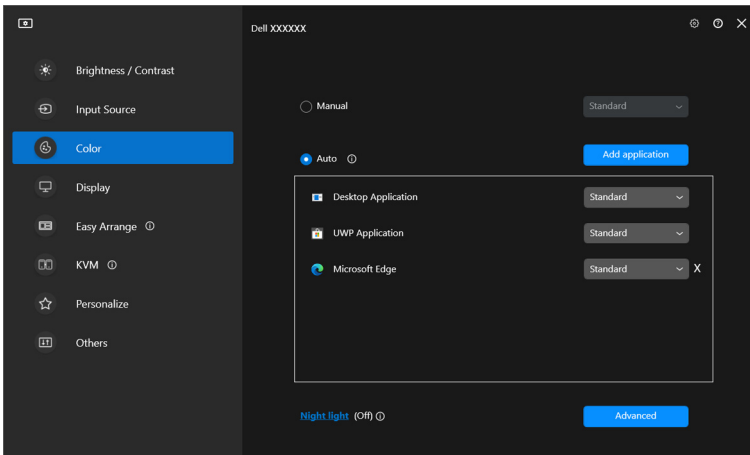 Dell XXXXXX
Brightness / Contrast
Input Source
Color
Display
Easy Arrange
KVM
Personalize
Others
Manual
Standard
Auto
Add application
Desktop Application
Standard
UWP Application
Standard
Microsoft Edge
Standard
X
Night light (Off)
Advanced